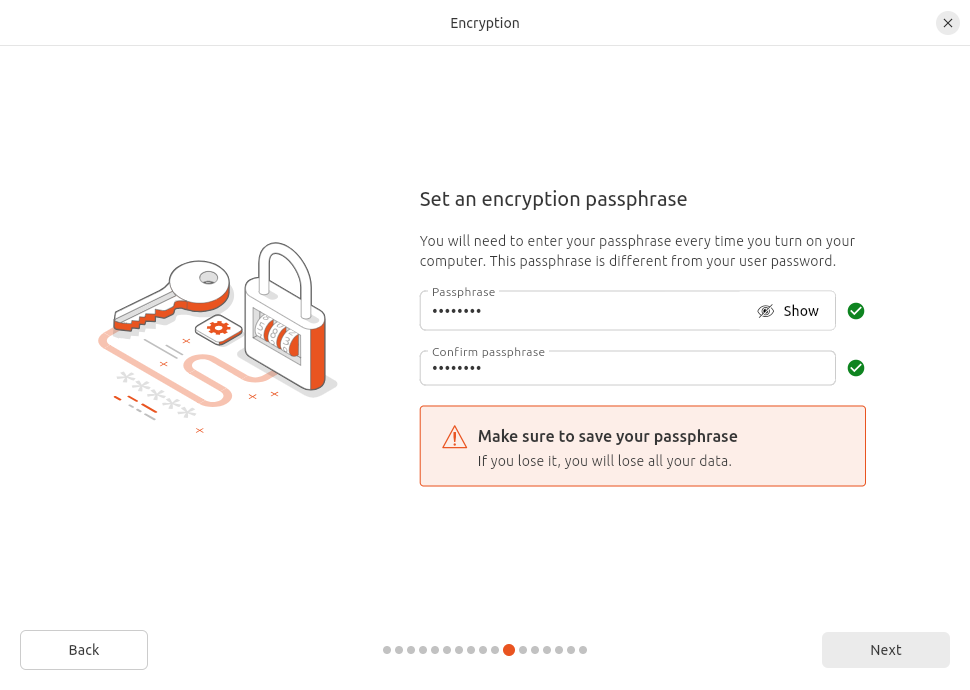 Encryption
Set an encryption passphrase
You will need to enter your passphrase every time you turn on your
computer. This passphrase is different from your user password.
Passphrase
••••••••
Show
Confirm passphrase
••••••••
Make sure to save your passphrase
If you lose it, you will lose all your data.
Back
Next